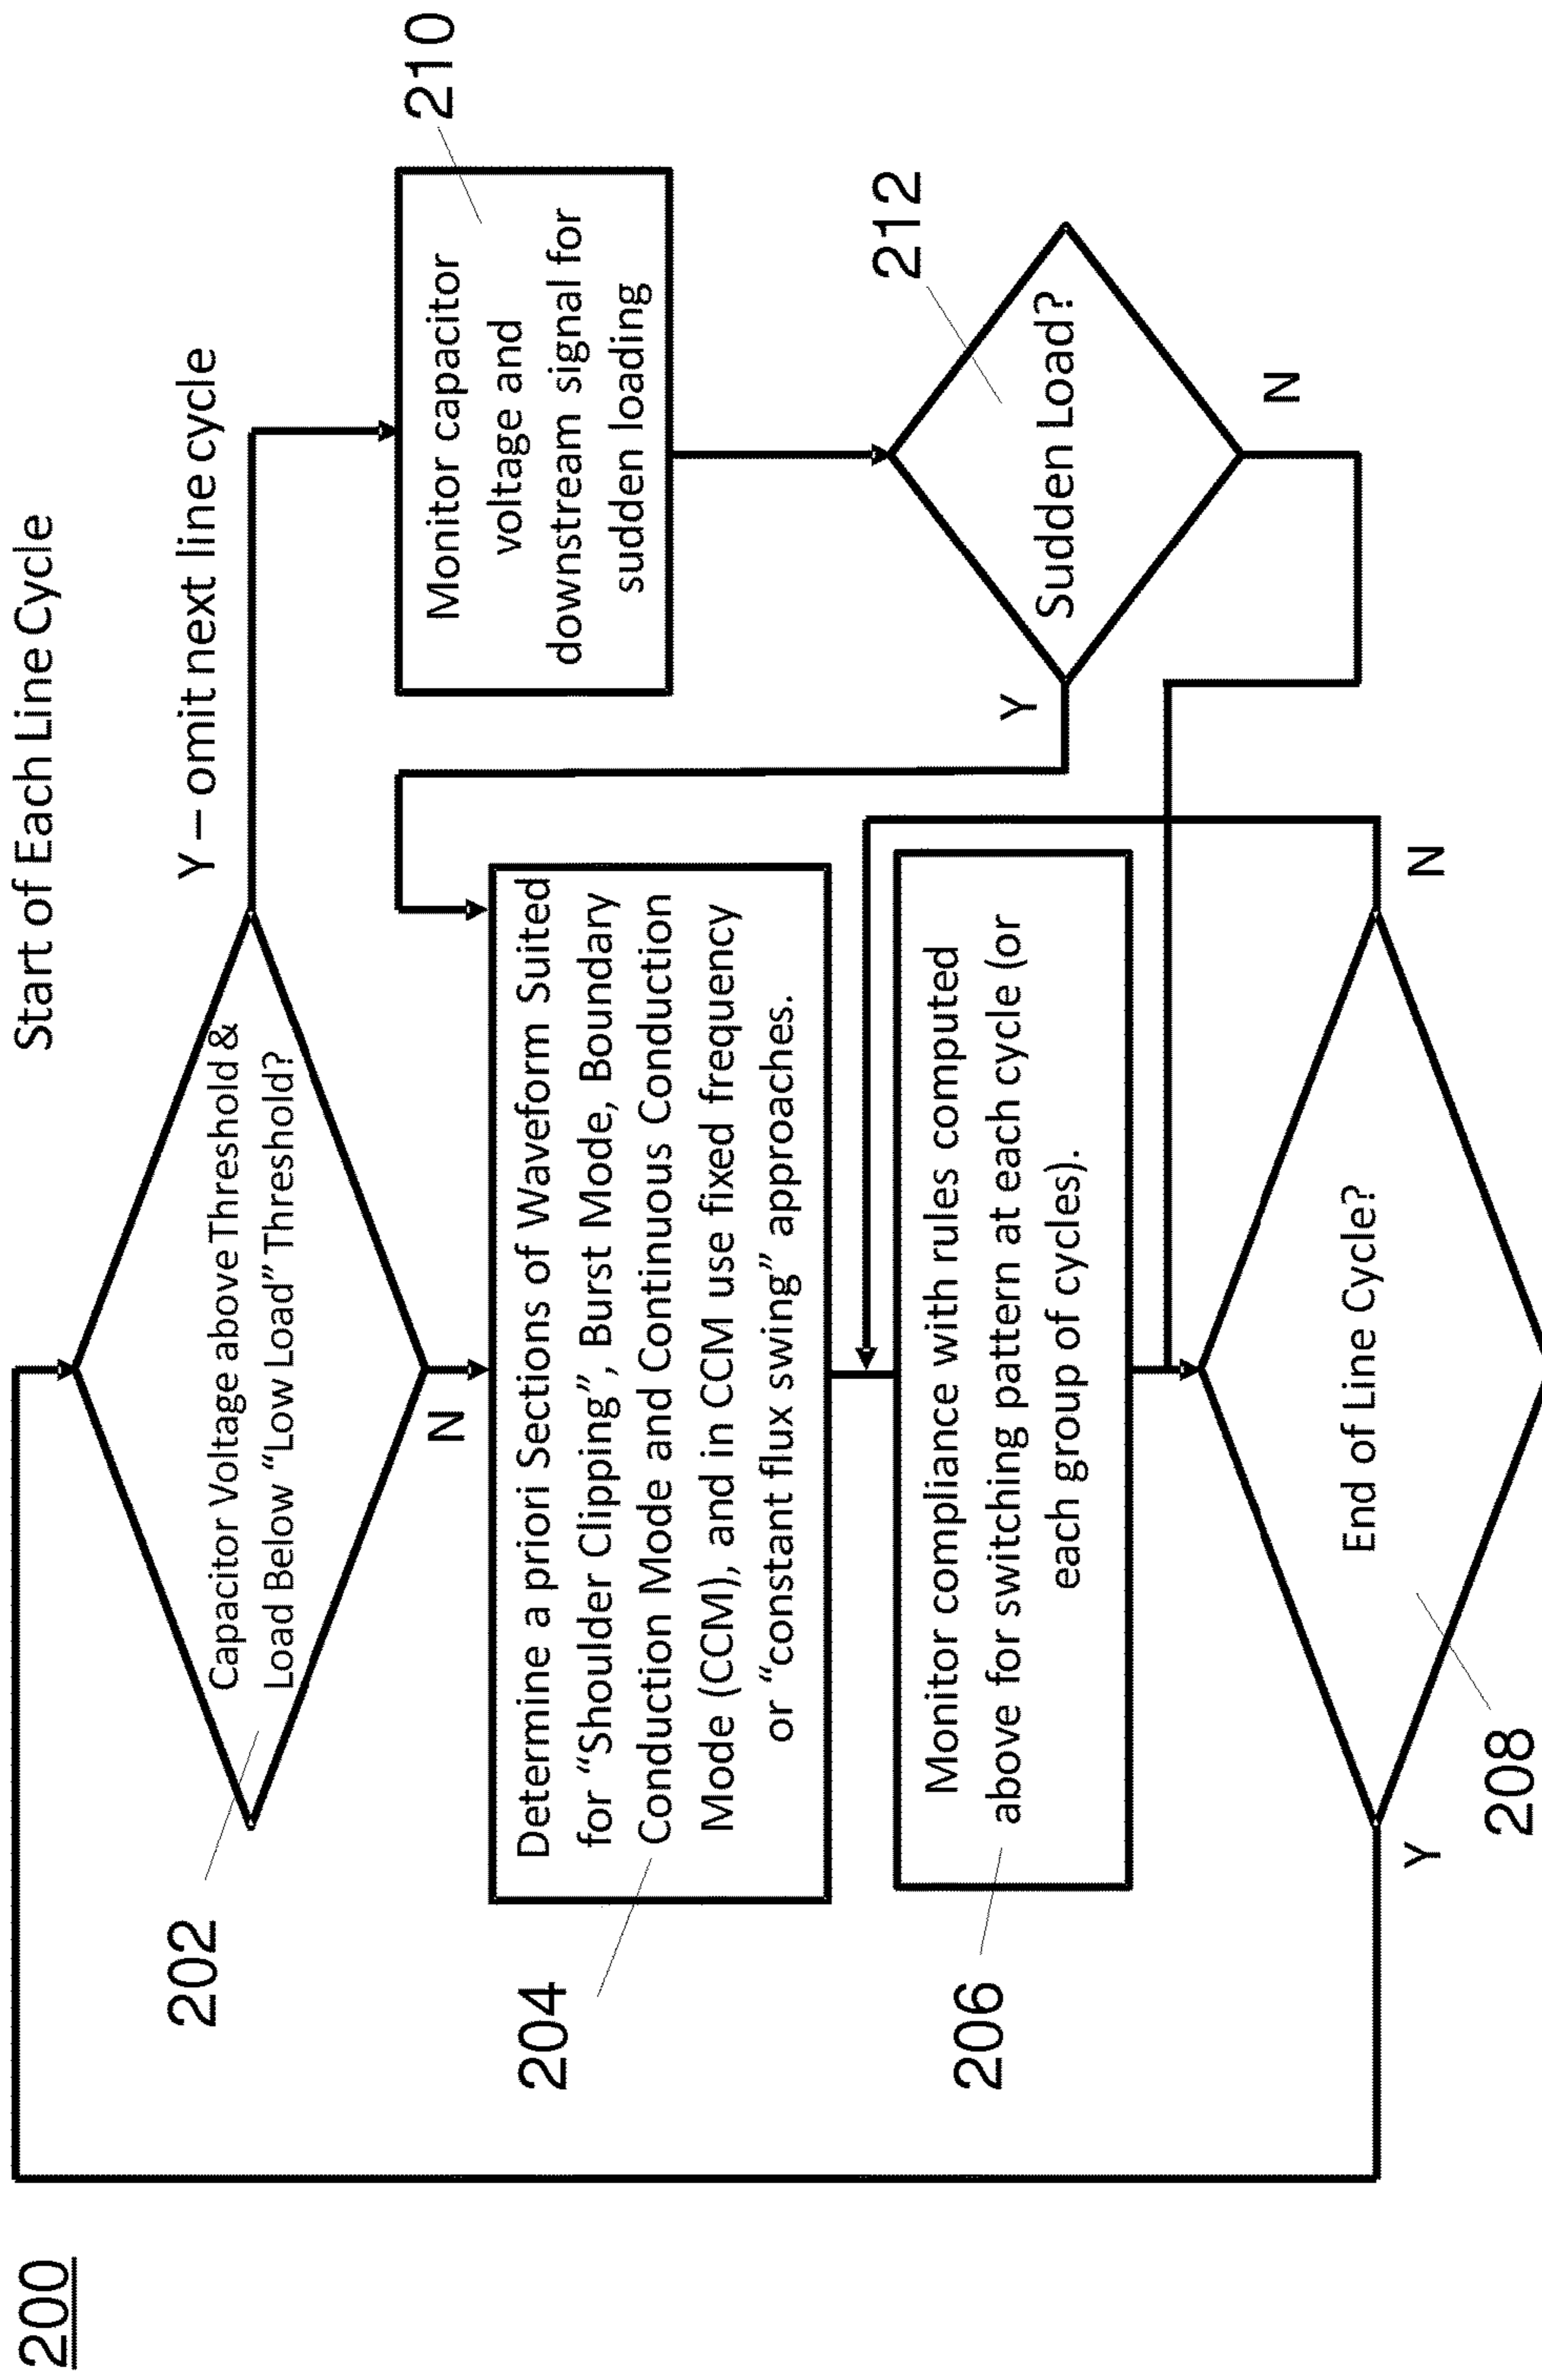 200
Start of Each Line Cycle
Y – omit next line cycle
202
Capacitor Voltage above Threshold &
Load Below “Low Load” Threshold?
N
210
Monitor capacitor
voltage and
downstream signal for
sudden loading
204
Determine a priori Sections of Waveform Suited
for “Shoulder Clipping”, Burst Mode, Boundary
Conduction Mode and Continuous Conduction
Mode (CCM), and in CCM use fixed frequency
or “constant flux swing” approaches.
212
Sudden Load?
Y
N
206
Monitor compliance with rules computed
above for switching pattern at each cycle (or
each group of cycles).
End of Line Cycle?
Y
N
208